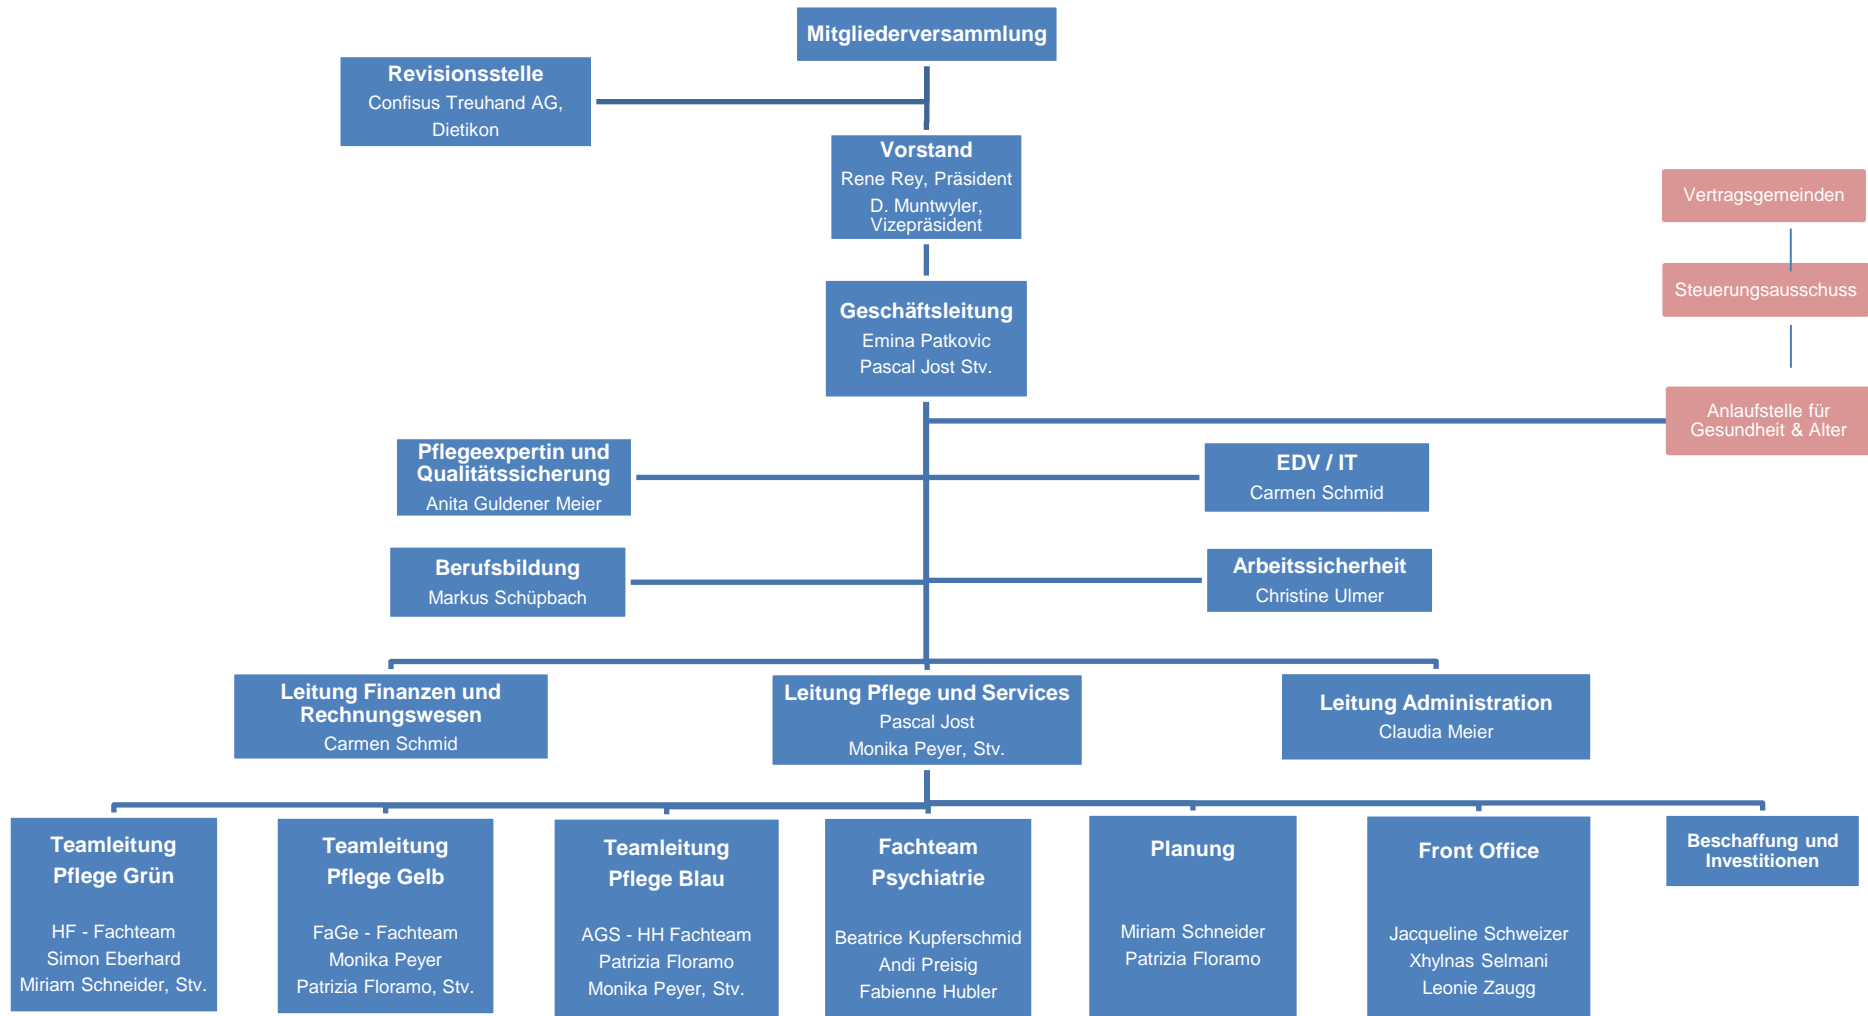 Mitgliederversammlung
Revisionsstelle
Confisus Treuhand AG,
Dietikon
Vorstand
Rene Rey, Präsident
D. Muntwyler,
Vizepräsident
Vertragsgemeinden
Steuerungsausschuss
Geschäftsleitung
Emina Patkovic
Pascal Jost Stv.
Anlaufstelle für
Gesundheit & Alter
Pflegeexpertin und
Qualitätssicherung
Anita Guldener Meier
EDV / IT
Carmen Schmid
Berufsbildung
Markus Schüpbach
Arbeitssicherheit
Christine Ulmer
Leitung Finanzen und
Rechnungswesen
Carmen Schmid
Leitung Pflege und Services
Pascal Jost
Monika Peyer, Stv.
Leitung Administration
Claudia Meier
Teamleitung
Pflege Grün
HF - Fachteam
Simon Eberhard
Miriam Schneider, Stv.
Teamleitung
Pflege Gelb
FaGe - Fachteam
Monika Peyer
Patrizia Floramo, Stv.
Teamleitung
Pflege Blau
AGS - HH Fachteam
Patrizia Floramo
Monika Peyer, Stv.
Fachteam
Psychiatrie
Beatrice Kupferschmid
Andi Preisig
Fabienne Hubler
Planung
Miriam Schneider
Patrizia Floramo
Front Office
Jacqueline Schweizer
Xhylnas Selmani
Leonie Zaugg
Beschaffung und
Investitionen